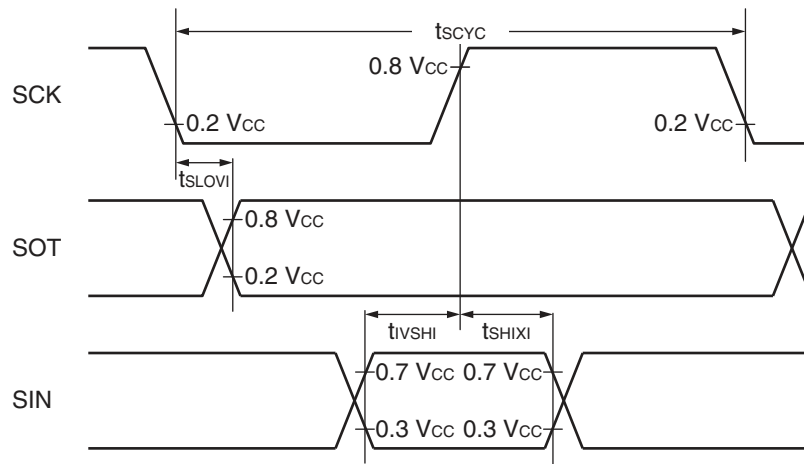 tSCYC
SCK
0.8 VCC
0.2 VCC
0.2 VCC
tSLOVI
SOT
0.8 VCC
0.2 VCC
tIVSHI
tSHIXI
SIN
0.7 VCC
0.7 VCC
0.3 VCC
0.3 VCC